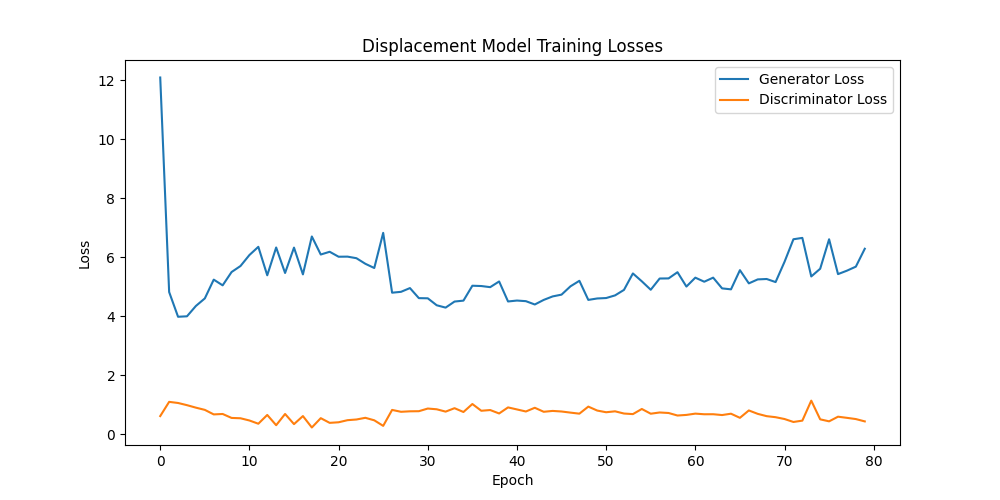 Displacement Model Training Losses
Generator Loss
Discriminator Loss
12
10
8
6
4
2
0
Loss
0 10 20 30 40 50 60 70 80
Epoch